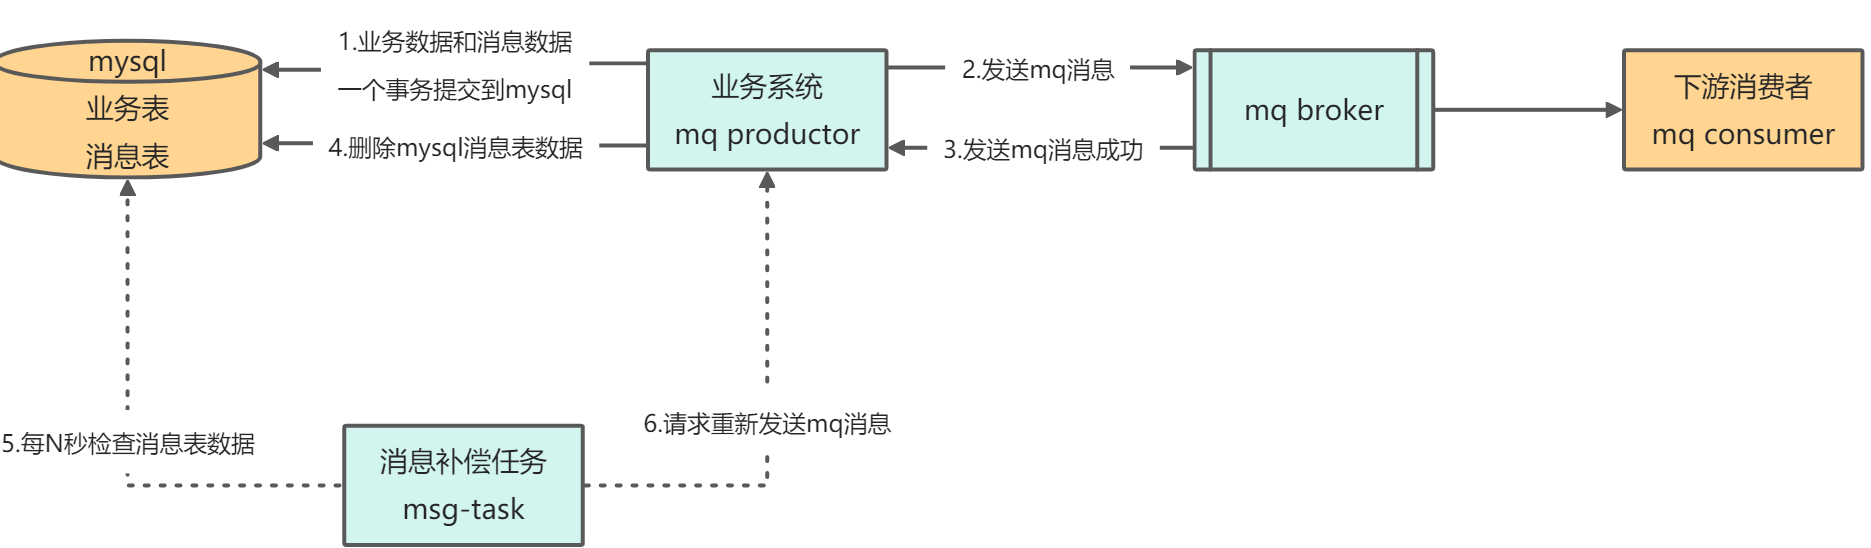 mysql
业务表
消息表
1.业务数据和消息数据
一个事务提交到mysql
4.删除mysql消息表数据
业务系统
mq productor
2.发送mq消息
3.发送mq消息成功
mq broker
下游消费者
mq consumer
5.每N秒检查消息表数据
消息补偿任务
msg-task
6.请求重新发送mq消息